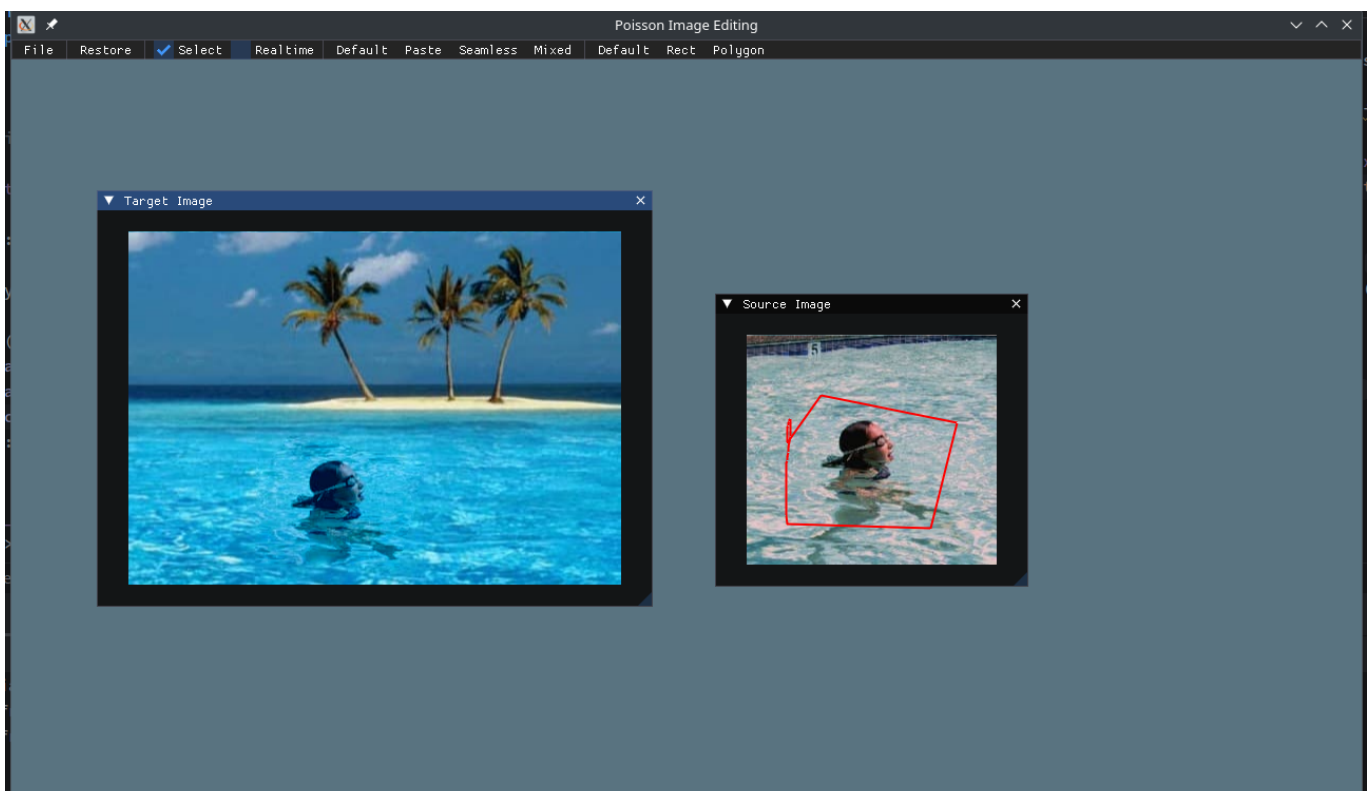 Poisson Image Editing
File Restore Select Realtime Default Paste Seamless Mixed Default Rect Polygon
Target Image
Source Image
5